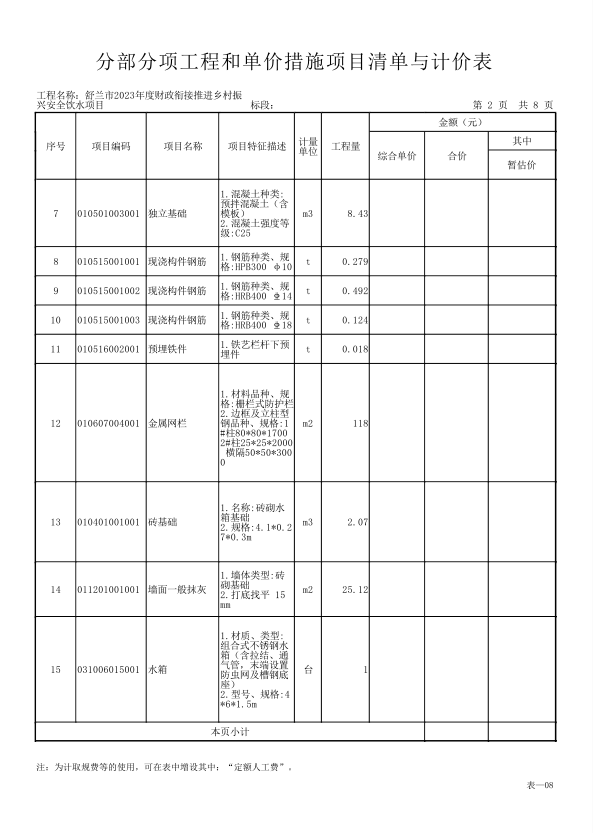 分部分项工程和单价措施项目清单与计价表
工程名称：舒兰市2023年度财政衔接推进乡村振
兴安全饮水项目 标段： 第 2 页 共 8 页
序号 项目编码 项目名称 项目特征描述 计量单位 工程量 金额（元）
综合单价 合价 其中
暂估价
7 010501003001 独立基础 1.混凝土种类:
预拌混凝土（含
模板）
2.混凝土强度等
级:C25 m3 8.43
8 010515001001 现浇构件钢筋 1.钢筋种类、规
格:HPB300 φ10 t 0.279
9 010515001002 现浇构件钢筋 1.钢筋种类、规
格:HRB400 Φ14 t 0.492
10 010515001003 现浇构件钢筋 1.钢筋种类、规
格:HRB400 Φ18 t 0.124
11 010516002001 预埋铁件 1.铁艺栏杆下预
埋件 t 0.018
12 010607004001 金属网栏 1.材料品种、规
格:栅栏式防护栏
2.边框及立柱型
钢品种、规格:1
#柱80*80*1700
2#柱25*25*2000
横隔50*50*300
0 m2 118
13 010401001001 砖基础 1.名称:砖砌水
箱基础
2.规格:4.1*0.2
7*0.3m m3 2.07
14 011201001001 墙面一般抹灰 1.墙体类型:砖
砌基础
2.打底找平 15
mm m2 25.12
15 031006015001 水箱 1.材质、类型:
组合式不锈钢水
箱（含拉结、通
气管，末端设置
防虫网及槽钢底
座）
2.型号、规格:4
*6*1.5m 台 1
本页小计
注：为计取规费等的使用，可在表中增设其中：“定额人工费”。
表—08